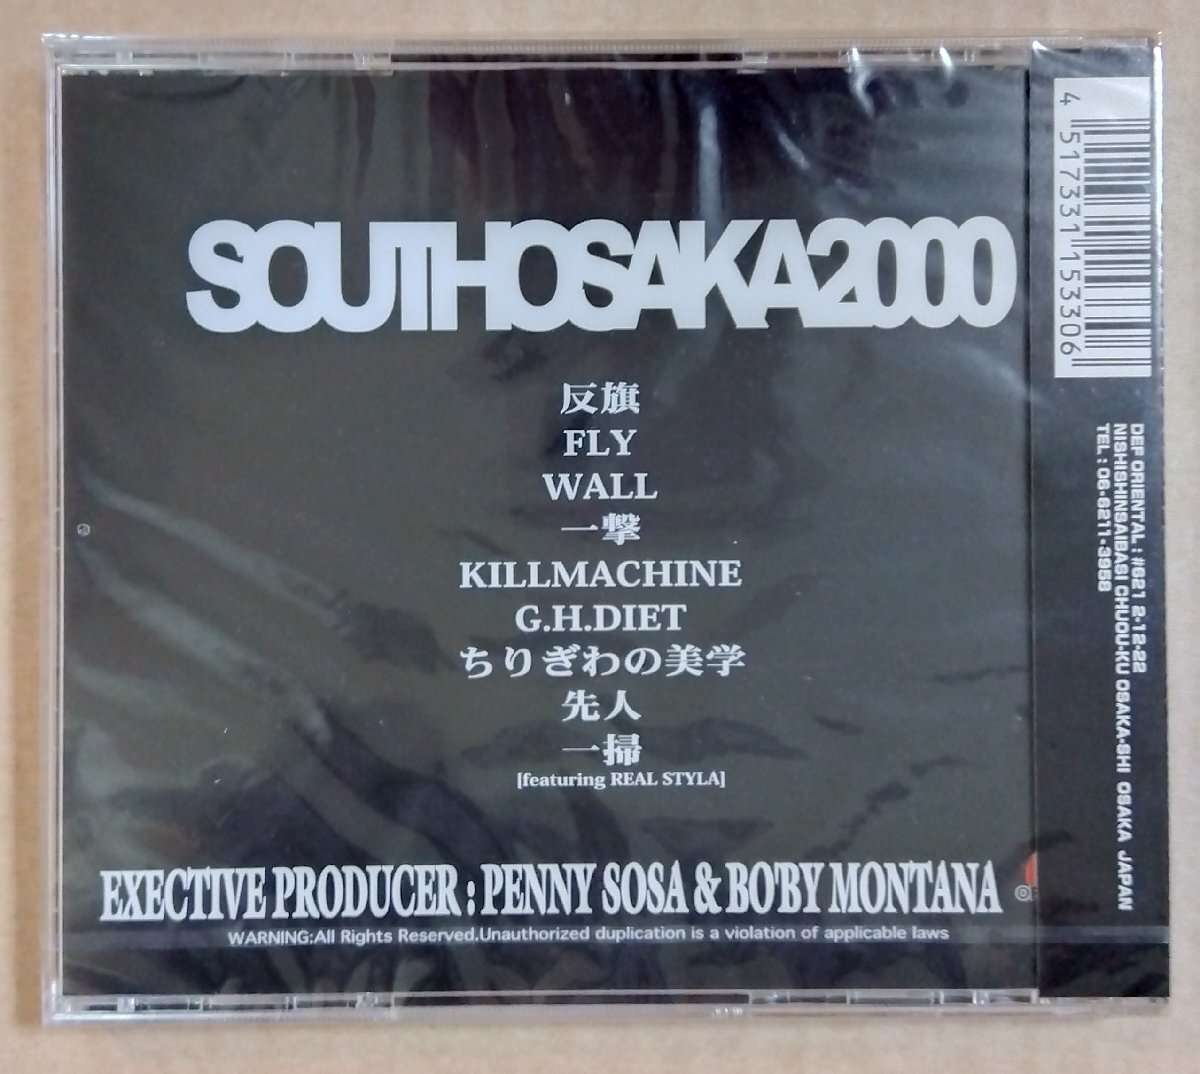 SOUTHOSAKA2000
反旗
FLY
WALL
一撃
KILLMACHINE
G.H.DIET
ちりぎわの美学
先人
一掃
[featuring REAL STYLA]
EXECTIVE PRODUCER : PENNY SOSA & BO'BY MONTANA
WARNING:All Rights Reserved.Unauthorized duplication is a violation of applicable laws
4 517331 153306
DEF ORIENTAL : #621 2-12-22
NISHISHINSAIBASI CHUOU-KU OSAKA-SHI OSAKA JAPAN
TEL : 06-6211-3958